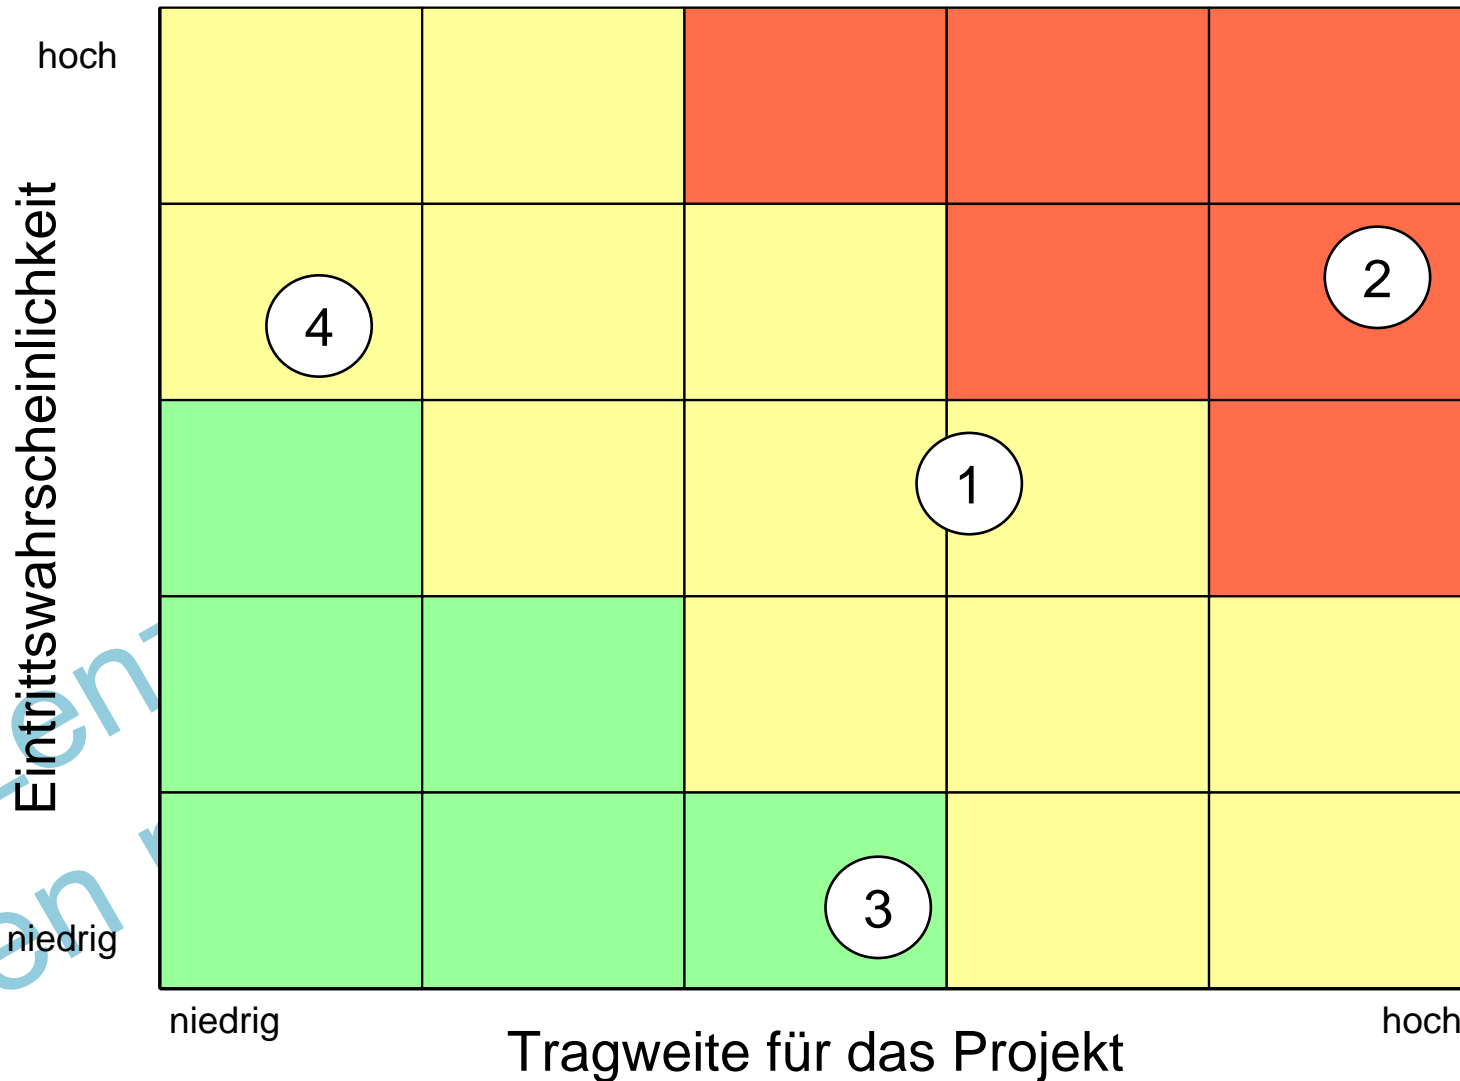 hoch
Eintrittswahrscheinlichkeit
2
4
1
3
niedrig
niedrig
hoch
Tragweite für das Projekt